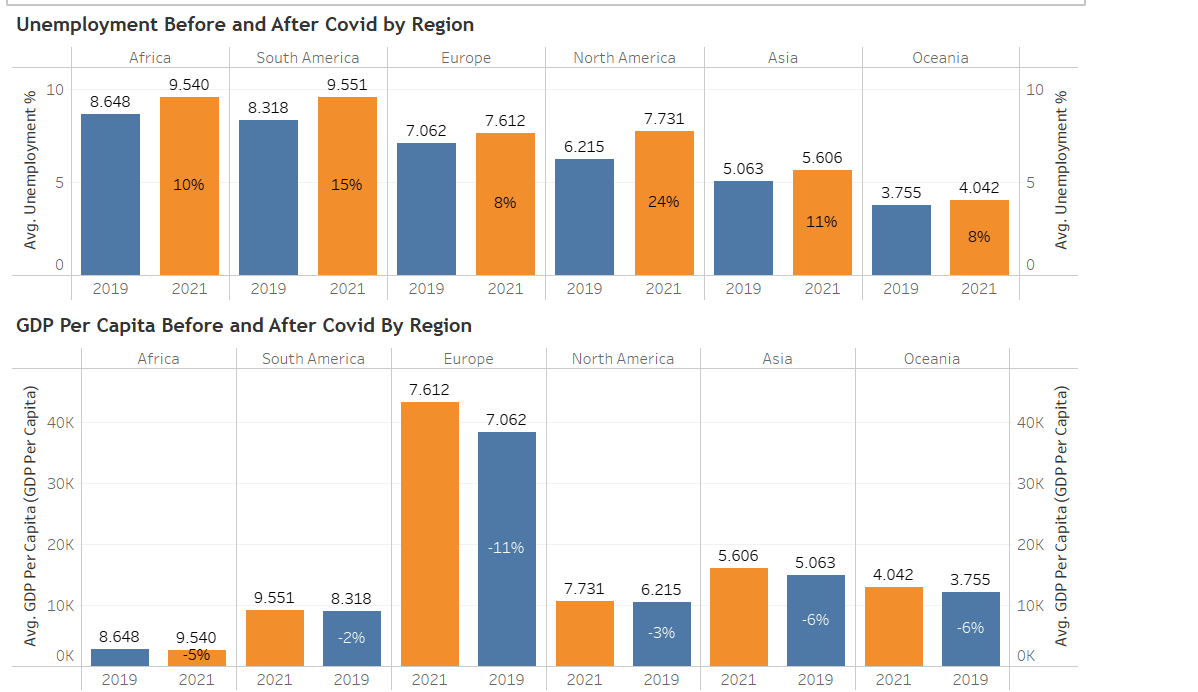 Unemployment Before and After Covid by Region
Africa South America Europe North America Asia Oceania
Avg. Unemployment %
10
5
0
8.648 9.540 8.318 9.551 7.062 7.612 6.215 7.731 5.063 5.606 3.755 4.042
10% 15% 8% 24% 11% 8%
10
5
0
Avg. Unemployment %
2019 2021 2019 2021 2019 2021 2019 2021 2019 2021 2019 2021
GDP Per Capita Before and After Covid By Region
Africa South America Europe North America Asia Oceania
Avg. GDP Per Capita (GDP Per Capita)
40K
30K
20K
10K
0K
8.648 9.540 9.551 8.318 7.612 7.062 7.731 6.215 5.606 5.063 4.042 3.755
-5% -2% -11% -3% -6% -6%
40K
30K
20K
10K
0K
Avg. GDP Per Capita (GDP Per Capita)
2019 2021 2021 2019 2021 2019 2021 2019 2021 2019 2021 2019